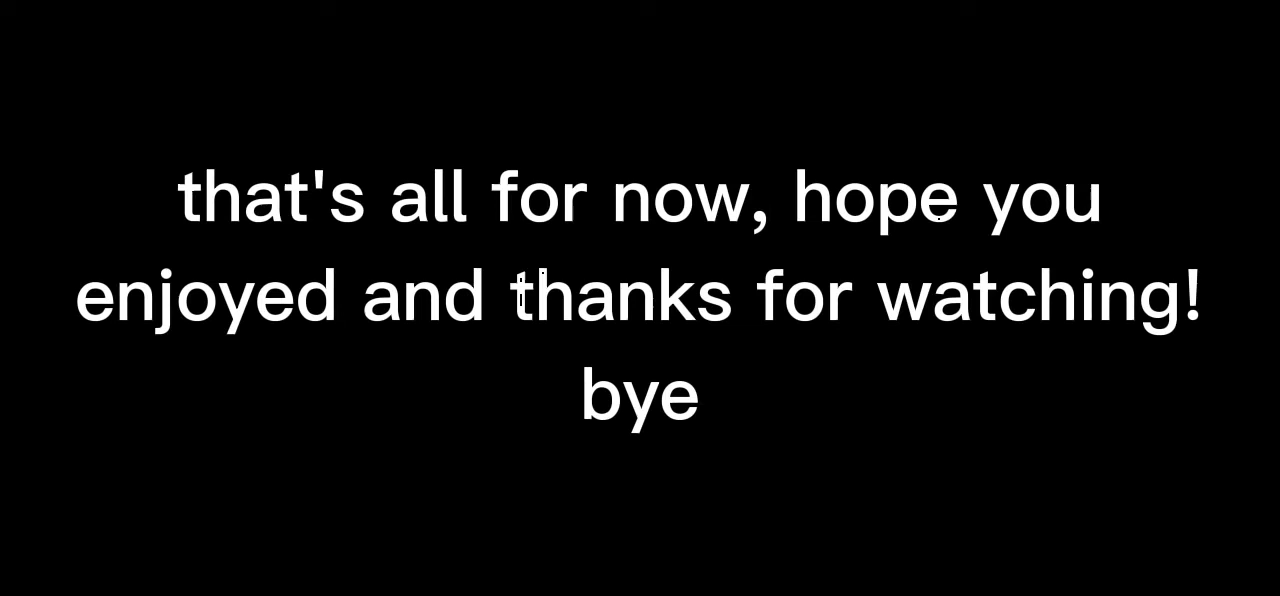 that's all for now, hope you
enjoyed and thanks for watching!
bye